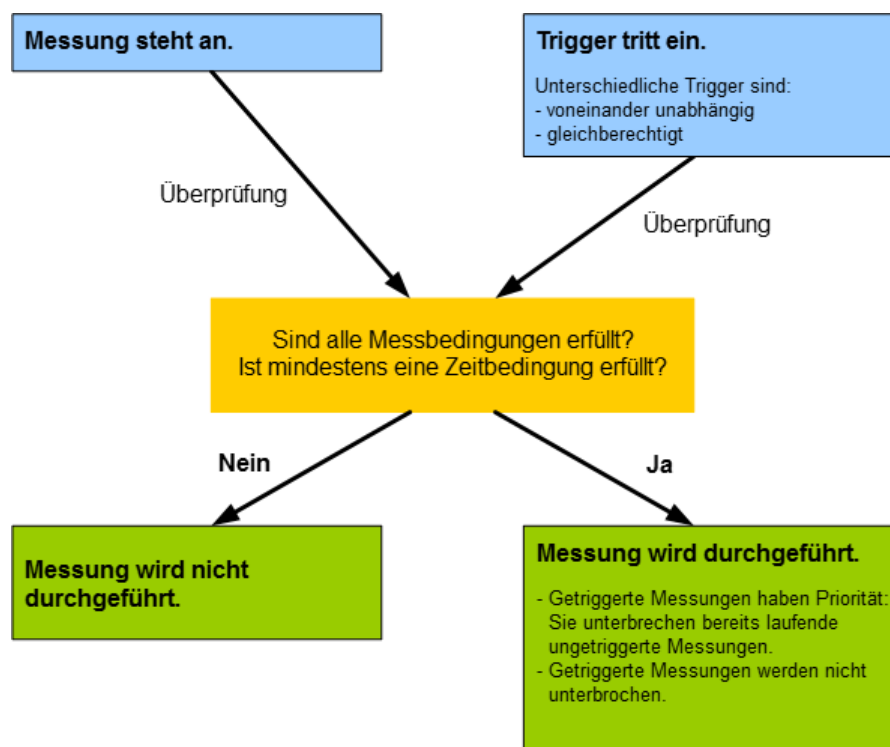 Messung steht an.
Trigger tritt ein.
Unterschiedliche Trigger sind:
- voneinander unabhängig
- gleichberechtigt
Überprüfung
Überprüfung
Sind alle Messbedingungen erfüllt?
Ist mindestens eine Zeitbedingung erfüllt?
Nein
Ja
Messung wird nicht
durchgeführt.
Messung wird durchgeführt.
- Getriggerte Messungen haben Priorität:
Sie unterbrechen bereits laufende
ungetriggerte Messungen.
- Getriggerte Messungen werden nicht
unterbrochen.